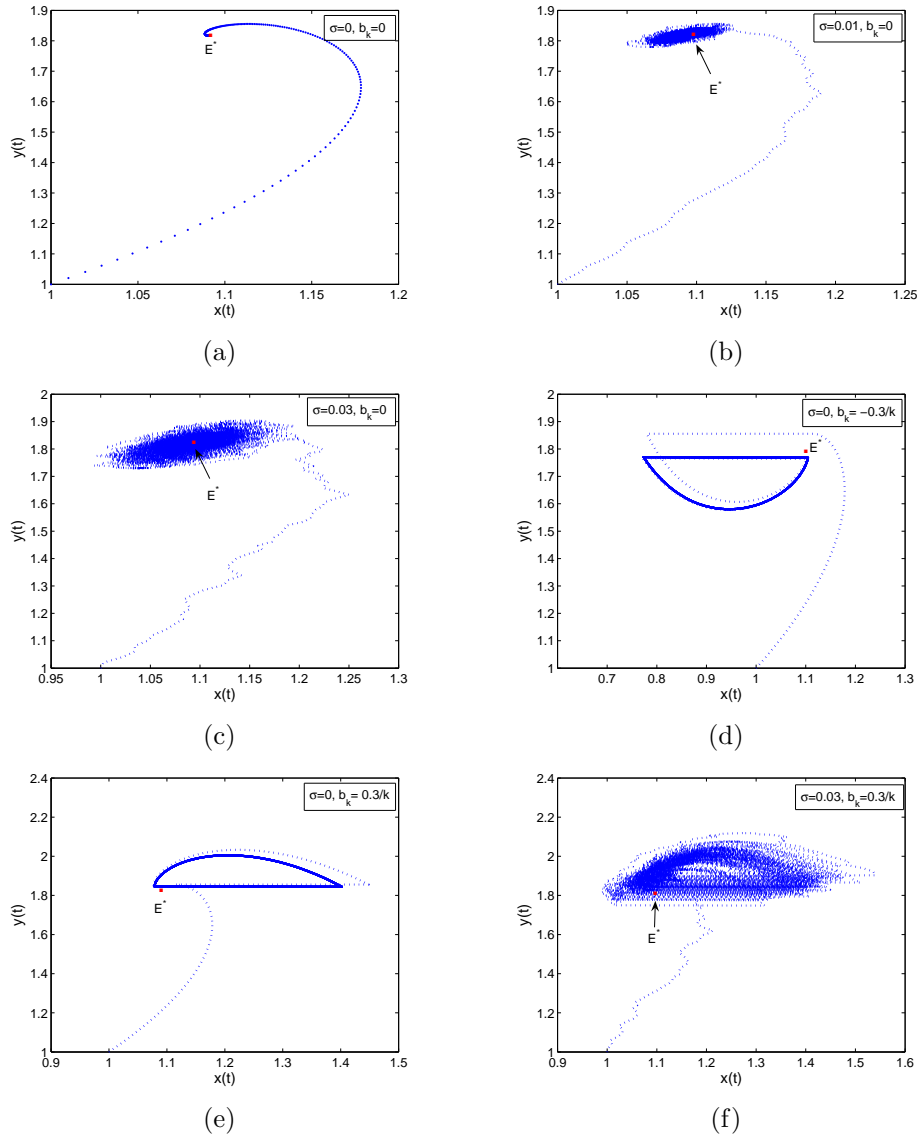 σ=0, b_k=0
E*
y(t)
1.9
1.8
1.7
1.6
1.5
1.4
1.3
1.2
1.1
1
1 1.05 1.1 1.15 1.2
x(t)
(a)
σ=0.01, b_k=0
E*
y(t)
1.9
1.8
1.7
1.6
1.5
1.4
1.3
1.2
1.1
1
1 1.05 1.1 1.15 1.2 1.25
x(t)
(b)
σ=0.03, b_k=0
E*
y(t)
2
1.9
1.8
1.7
1.6
1.5
1.4
1.3
1.2
1.1
1
0.95 1 1.05 1.1 1.15 1.2 1.25 1.3
x(t)
(c)
σ=0, b_k= −0.3/k
E*
y(t)
2
1.9
1.8
1.7
1.6
1.5
1.4
1.3
1.2
1.1
1
0.7 0.8 0.9 1 1.1 1.2 1.3
x(t)
(d)
σ=0, b_k= 0.3/k
E*
y(t)
2.4
2.2
2
1.8
1.6
1.4
1.2
1
0.9 1 1.1 1.2 1.3 1.4 1.5
x(t)
(e)
σ=0.03, b_k=0.3/k
E*
y(t)
2.4
2.2
2
1.8
1.6
1.4
1.2
1
0.9 1 1.1 1.2 1.3 1.4 1.5 1.6
x(t)
(f)